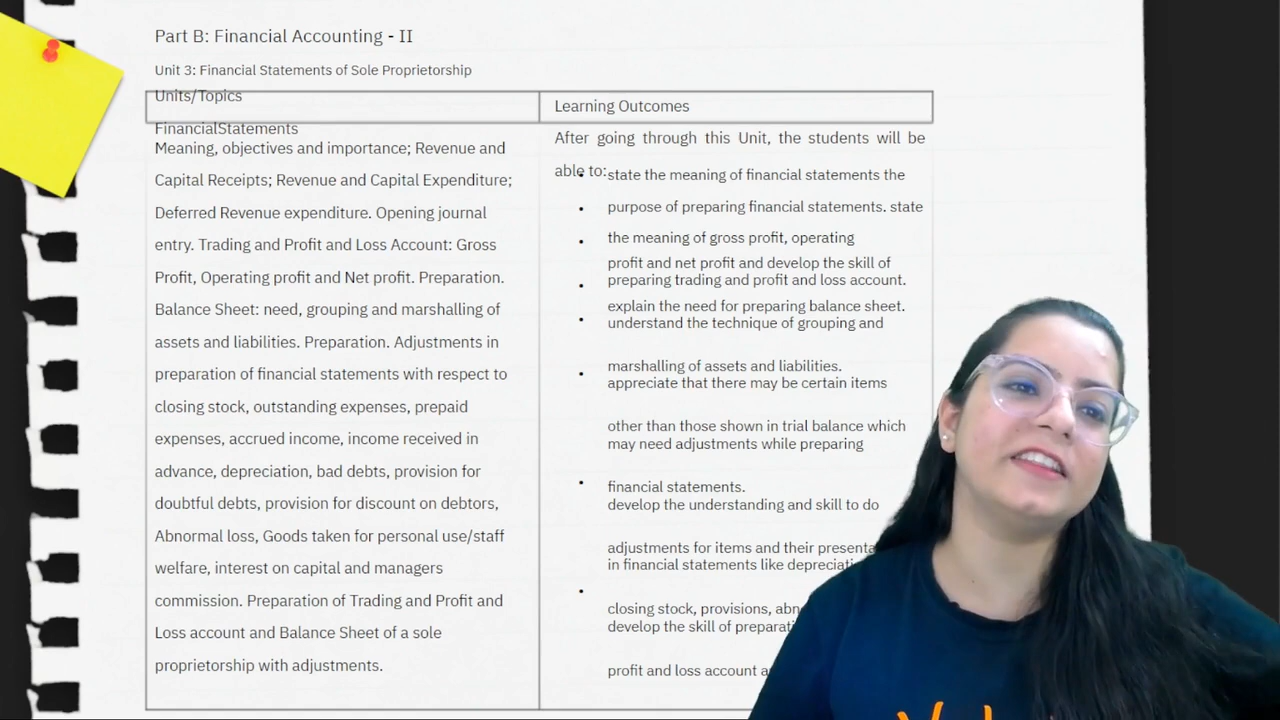 Part B: Financial Accounting - II
Unit 3: Financial Statements of Sole Proprietorship
Units/Topics
FinancialStatements
Meaning, objectives and importance; Revenue and
Capital Receipts; Revenue and Capital Expenditure;
Deferred Revenue expenditure. Opening journal
entry. Trading and Profit and Loss Account: Gross
Profit, Operating profit and Net profit. Preparation.
Balance Sheet: need, grouping and marshalling of
assets and liabilities. Preparation. Adjustments in
preparation of financial statements with respect to
closing stock, outstanding expenses, prepaid
expenses, accrued income, income received in
advance, depreciation, bad debts, provision for
doubtful debts, provision for discount on debtors,
Abnormal loss, Goods taken for personal use/staff
welfare, interest on capital and managers
commission. Preparation of Trading and Profit and
Loss account and Balance Sheet of a sole
proprietorship with adjustments.
Learning Outcomes
After going through this Unit, the students will be
able to:
• state the meaning of financial statements the
• purpose of preparing financial statements. state
• the meaning of gross profit, operating
profit and net profit and develop the skill of
• preparing trading and profit and loss account.
explain the need for preparing balance sheet.
• understand the technique of grouping and
marshalling of assets and liabilities.
• appreciate that there may be certain items
other than those shown in trial balance which
may need adjustments while preparing
• financial statements.
develop the understanding and skill to do
adjustments for items and their
in financial statements like
• closing stock, provisions,
develop the skill of
profit and loss account